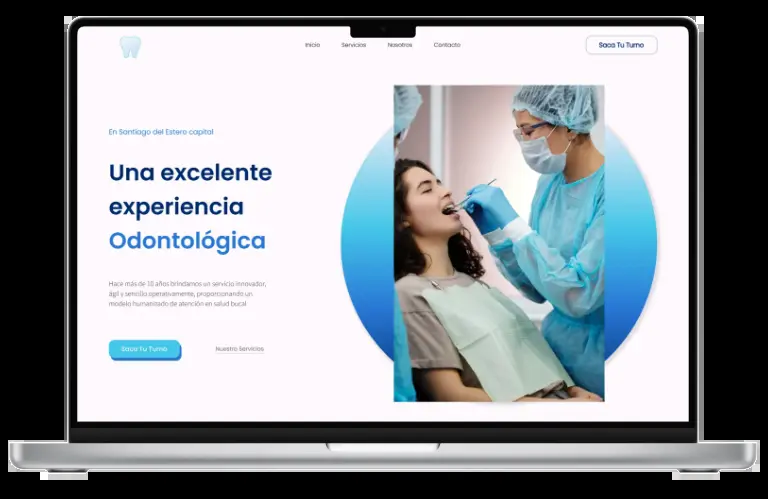 Inicio Servicios Nosotros Contacto Saca Tu Turno
En Santiago del Estero capital
Una excelente
experiencia
Odontológica
Hace más de 10 años brindamos un servicio innovador,
ágil y sencillo operativamente, proporcionando un
modelo humanizado de atención en salud bucal
Saca Tu Turno Nuestro Servicios